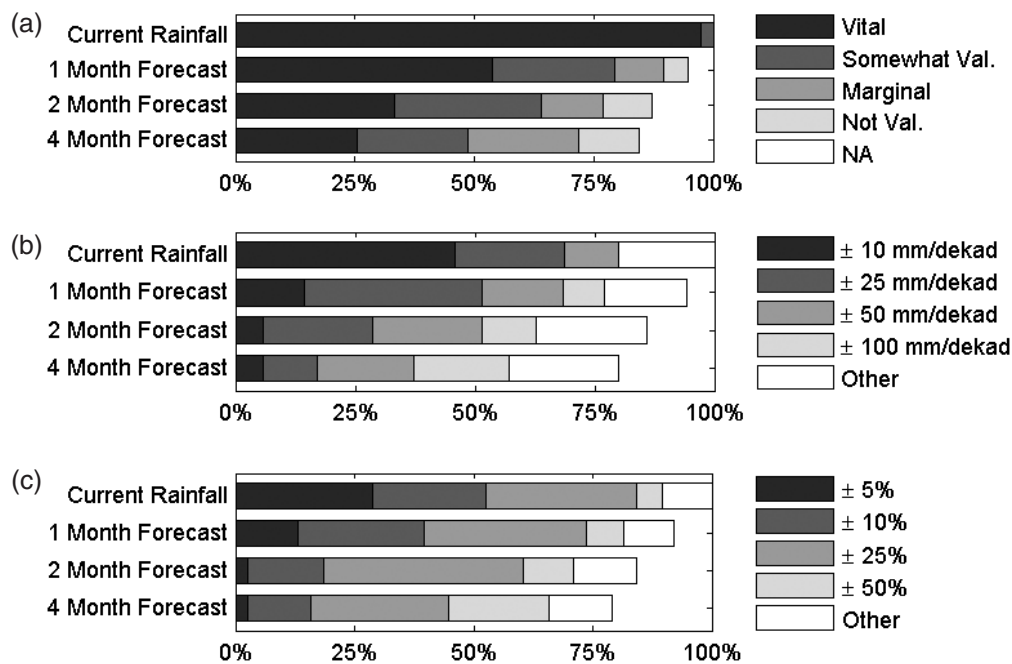 (a)
Current Rainfall
1 Month Forecast
2 Month Forecast
4 Month Forecast
0% 25% 50% 75% 100%
Vital
Somewhat Val.
Marginal
Not Val.
NA
(b)
Current Rainfall
1 Month Forecast
2 Month Forecast
4 Month Forecast
0% 25% 50% 75% 100%
± 10 mm/dekad
± 25 mm/dekad
± 50 mm/dekad
± 100 mm/dekad
Other
(c)
Current Rainfall
1 Month Forecast
2 Month Forecast
4 Month Forecast
0% 25% 50% 75% 100%
± 5%
± 10%
± 25%
± 50%
Other